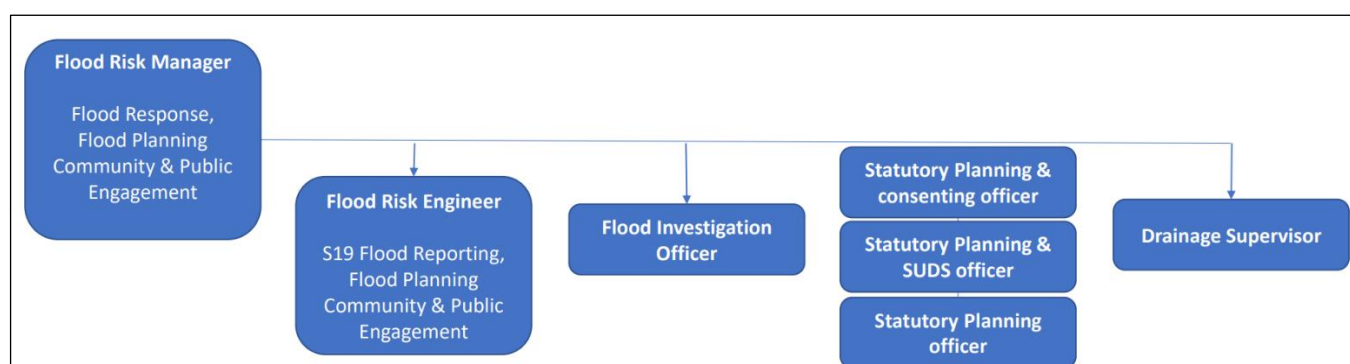 Flood Risk Manager
Flood Response,
Flood Planning
Community & Public
Engagement
Flood Risk Engineer
S19 Flood Reporting,
Flood Planning
Community & Public
Engagement
Flood Investigation
Officer
Statutory Planning &
consenting officer
Statutory Planning &
SUDS officer
Statutory Planning
officer
Drainage Supervisor